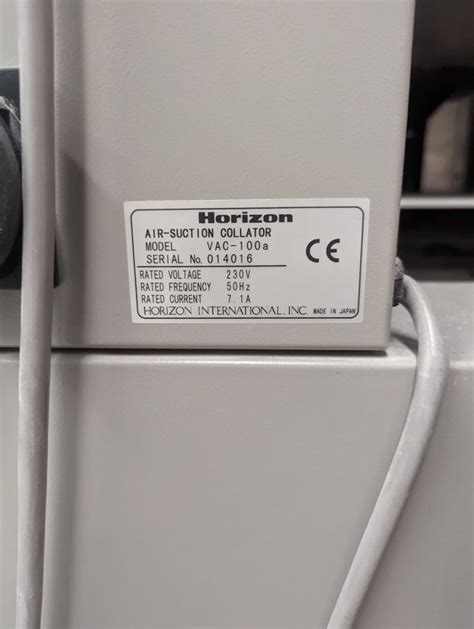 Horizon
AIR-SUCTION COLLATOR
MODEL VAC-100a
SERIAL No. 014016
RATED VOLTAGE 230V
RATED FREQUENCY 50Hz
RATED CURRENT 7.1A
HORIZON INTERNATIONAL, INC. MADE IN JAPAN
CE